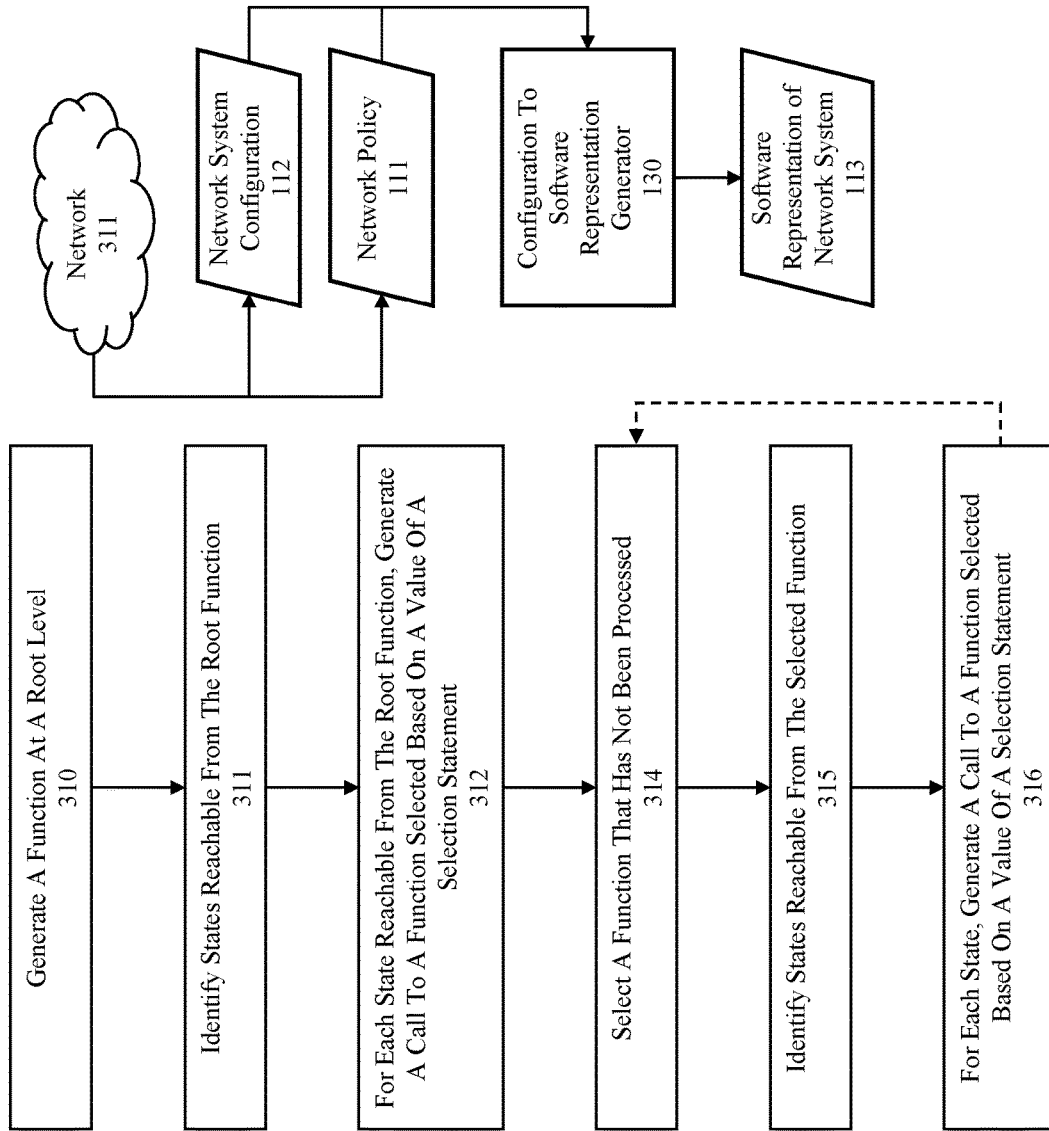 Generate A Function At A Root Level
310
Identify States Reachable From The Root Function
311
For Each State Reachable From The Root Function, Generate
A Call To A Function Selected Based On A Value Of A
Selection Statement
312
Select A Function That Has Not Been Processed
314
Identify States Reachable From The Selected Function
315
For Each State, Generate A Call To A Function Selected
Based On A Value Of A Selection Statement
316
Network
311
Network System
Configuration
112
Network Policy
111
Configuration To
Software
Representation
Generator
130
Software
Representation of
Network System
113